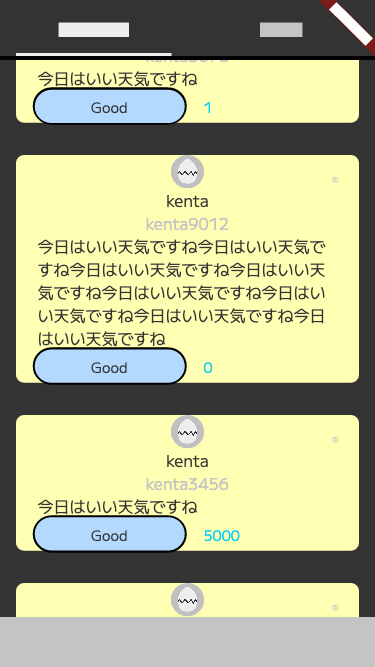 今日はいい天気ですね
Good 1
kenta
kenta9012
今日はいい天気ですね今日はいい天気で
すね今日はいい天気ですね今日はいい天
気ですね今日はいい天気ですね今日はい
い天気ですね今日はいい天気ですね今日
はいい天気ですね
Good 0
kenta
kenta3456
今日はいい天気ですね
Good 5000